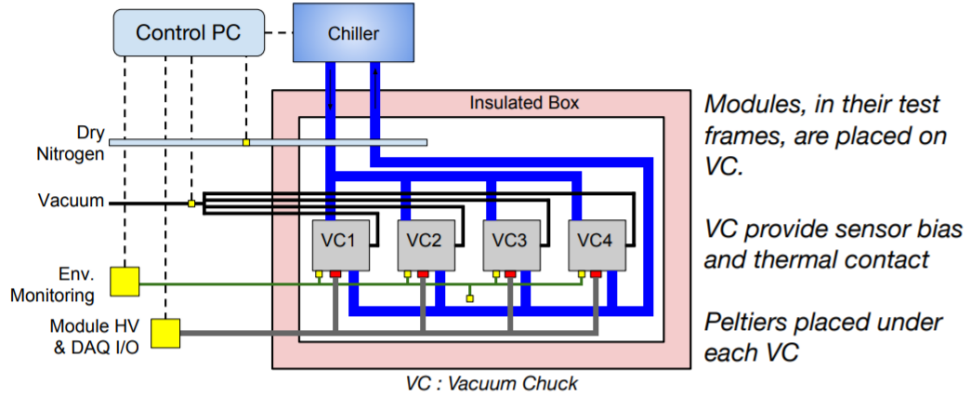 Control PC
Chiller
Insulated Box
Dry
Nitrogen
Vacuum
VC1
VC2
VC3
VC4
Env.
Monitoring
Module HV
& DAQ I/O
VC : Vacuum Chuck
Modules, in their test
frames, are placed on
VC.
VC provide sensor bias
and thermal contact
Peltiers placed under
each VC